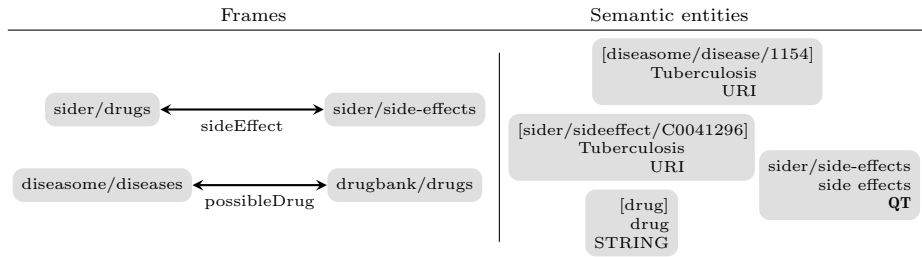 Frames
Semantic entities
sider/drugs
sider/side-effects
sideEffect
diseasome/diseases
drugbank/drugs
possibleDrug
[diseasome/disease/1154]
Tuberculosis
URI
[sider/sideeffect/C0041296]
Tuberculosis
URI
sider/side-effects
side effects
QT
[drug]
drug
STRING